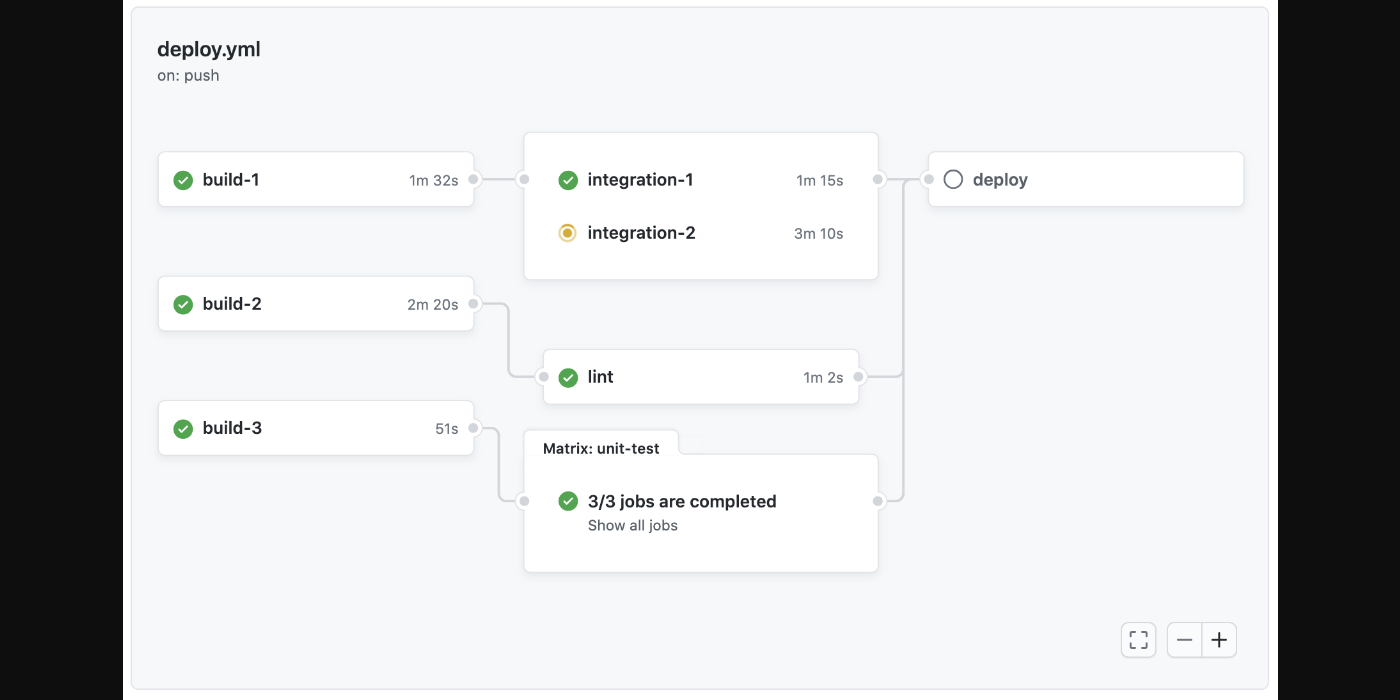 deploy.yml
on: push
build-1 1m 32s
integration-1 1m 15s
deploy
integration-2 3m 10s
build-2 2m 20s
lint 1m 2s
build-3 51s
Matrix: unit-test
3/3 jobs are completed
Show all jobs